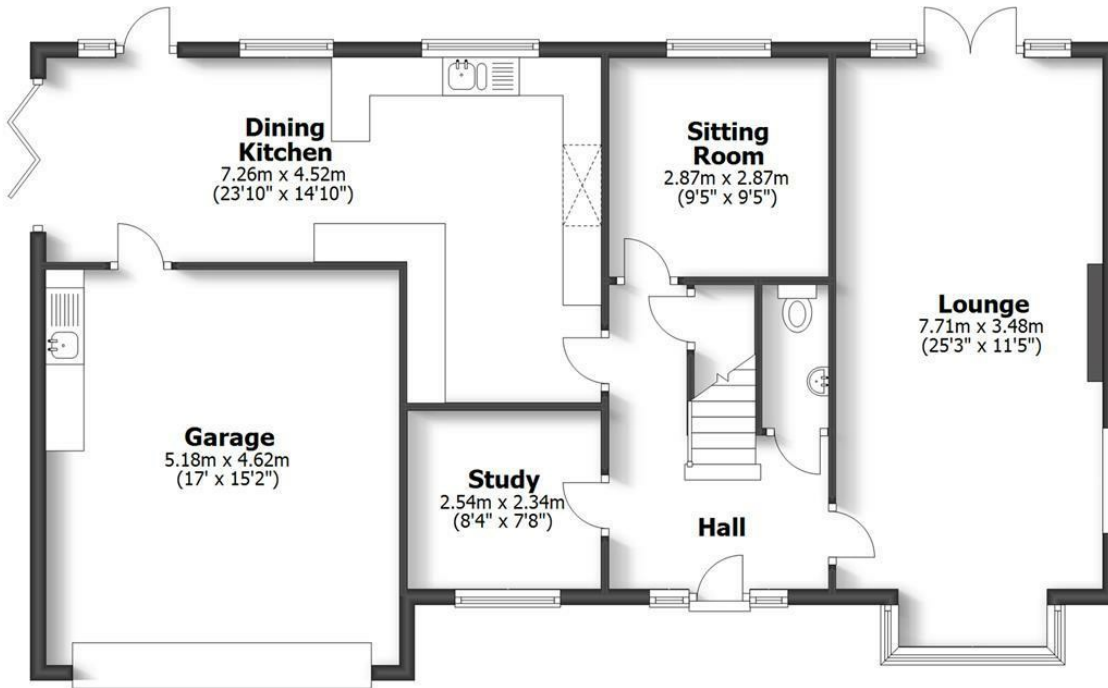 Dining
Kitchen
7.26m x 4.52m
(23'10" x 14'10")
Sitting
Room
2.87m x 2.87m
(9'5" x 9'5")
Lounge
7.71m x 3.48m
(25'3" x 11'5")
Garage
5.18m x 4.62m
(17' x 15'2")
Study
2.54m x 2.34m
(8'4" x 7'8")
Hall